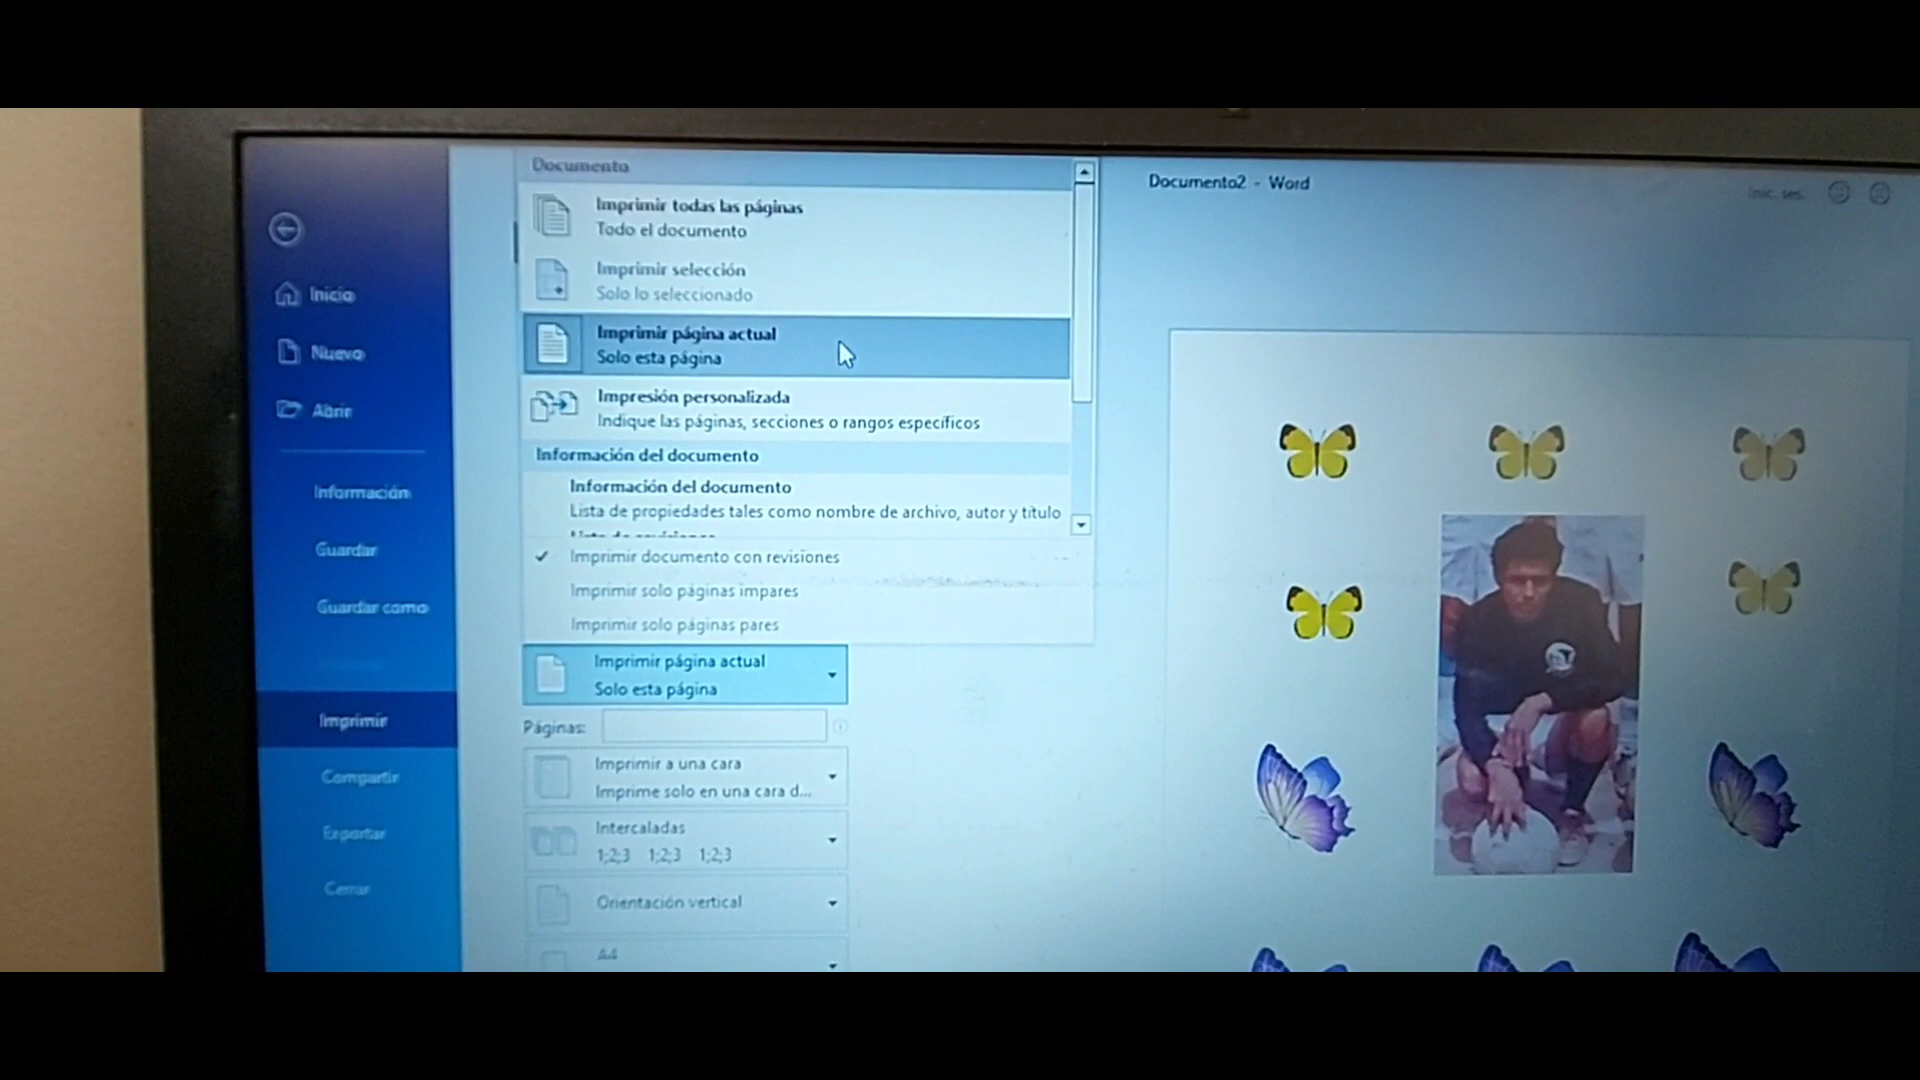 Documento
Documento2 - Word
Inic. ses.
Imprimir todas las páginas
Todo el documento
Imprimir selección
Solo lo seleccionado
Imprimir página actual
Solo esta página
Impresión personalizada
Indique las páginas, secciones o rangos específicos
Información del documento
Información del documento
Lista de propiedades tales como nombre de archivo, autor y título
Imprimir documento con revisiones
Imprimir solo páginas impares
Imprimir solo páginas pares
Imprimir página actual
Solo esta página
Páginas:
Imprimir a una cara
Imprime solo en una cara d...
Intercaladas
1;2;3 1;2;3 1;2;3
Orientación vertical
A4
Inicio
Nuevo
Abrir
Información
Guardar
Guardar como
Imprimir
Compartir
Exportar
Cerrar